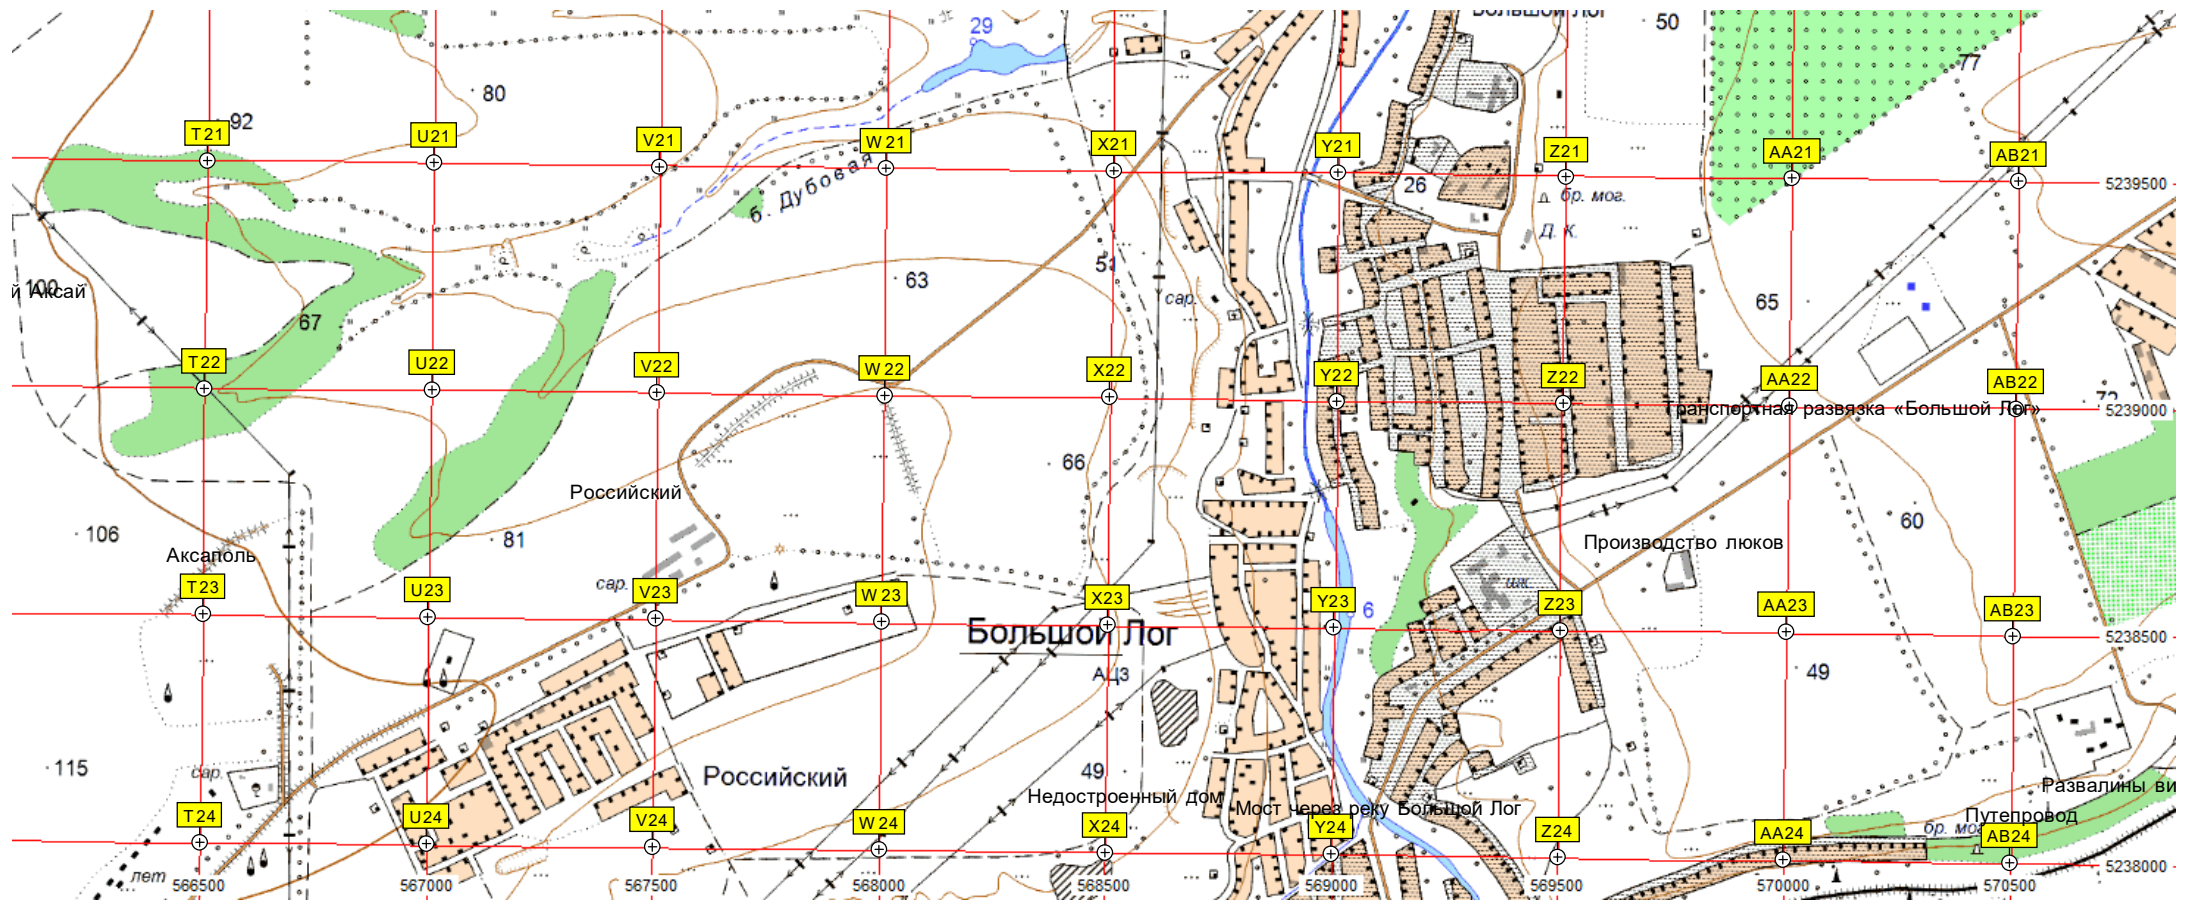 29
Большой Лог
50
77
80
92
T21
U21
V21
W21
X21
Y21
Z21
AA21
AB21
б. Дубовая
26
бр. мог.
5239500
Д. К.
51
й Аксай
100
63
сар.
65
67
T22
U22
V22
W22
X22
Y22
Z22
AA22
AB22
72
Транспортная развязка «Большой Лог»
5239000
66
Российский
106
81
60
Аксаполь
Производство люков
сар.
T23
U23
V23
W23
X23
Y23
6
Z23
AA23
AB23
Большой Лог
5238500
АЦЗ
49
115
сар.
Российский
49
Недостроенный дом
Мост через реку Большой Лог
Развалины ви
Путепровод
T24
U24
V24
W24
X24
Y24
Z24
AA24
бр. мог.
AB24
5238000
лет
566500
567000
567500
568000
568500
569000
569500
570000
570500